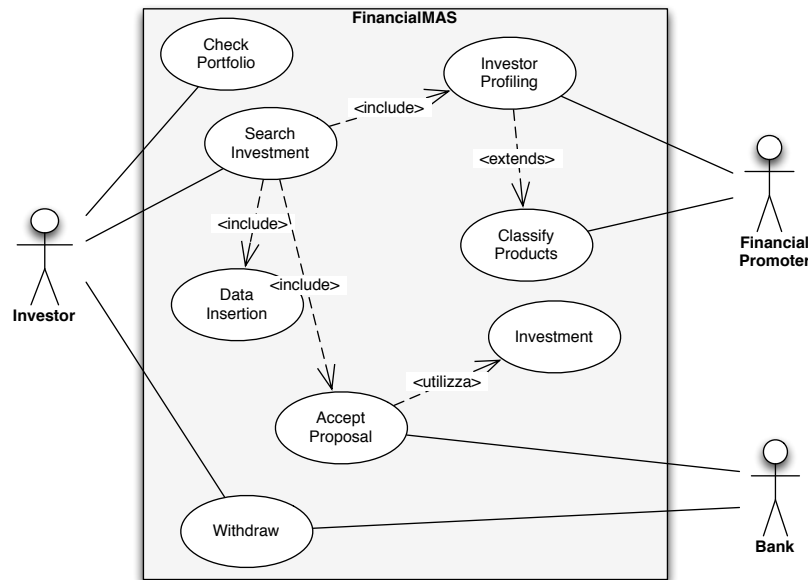 FinancialMAS
Check
Portfolio
Investor
Profiling
<include>
Search
Investment
<extends>
<include>
Classify
Products
Financial
Promoter
<include>
Data
Insertion
Investor
Investment
<utilizza>
Accept
Proposal
Withdraw
Bank